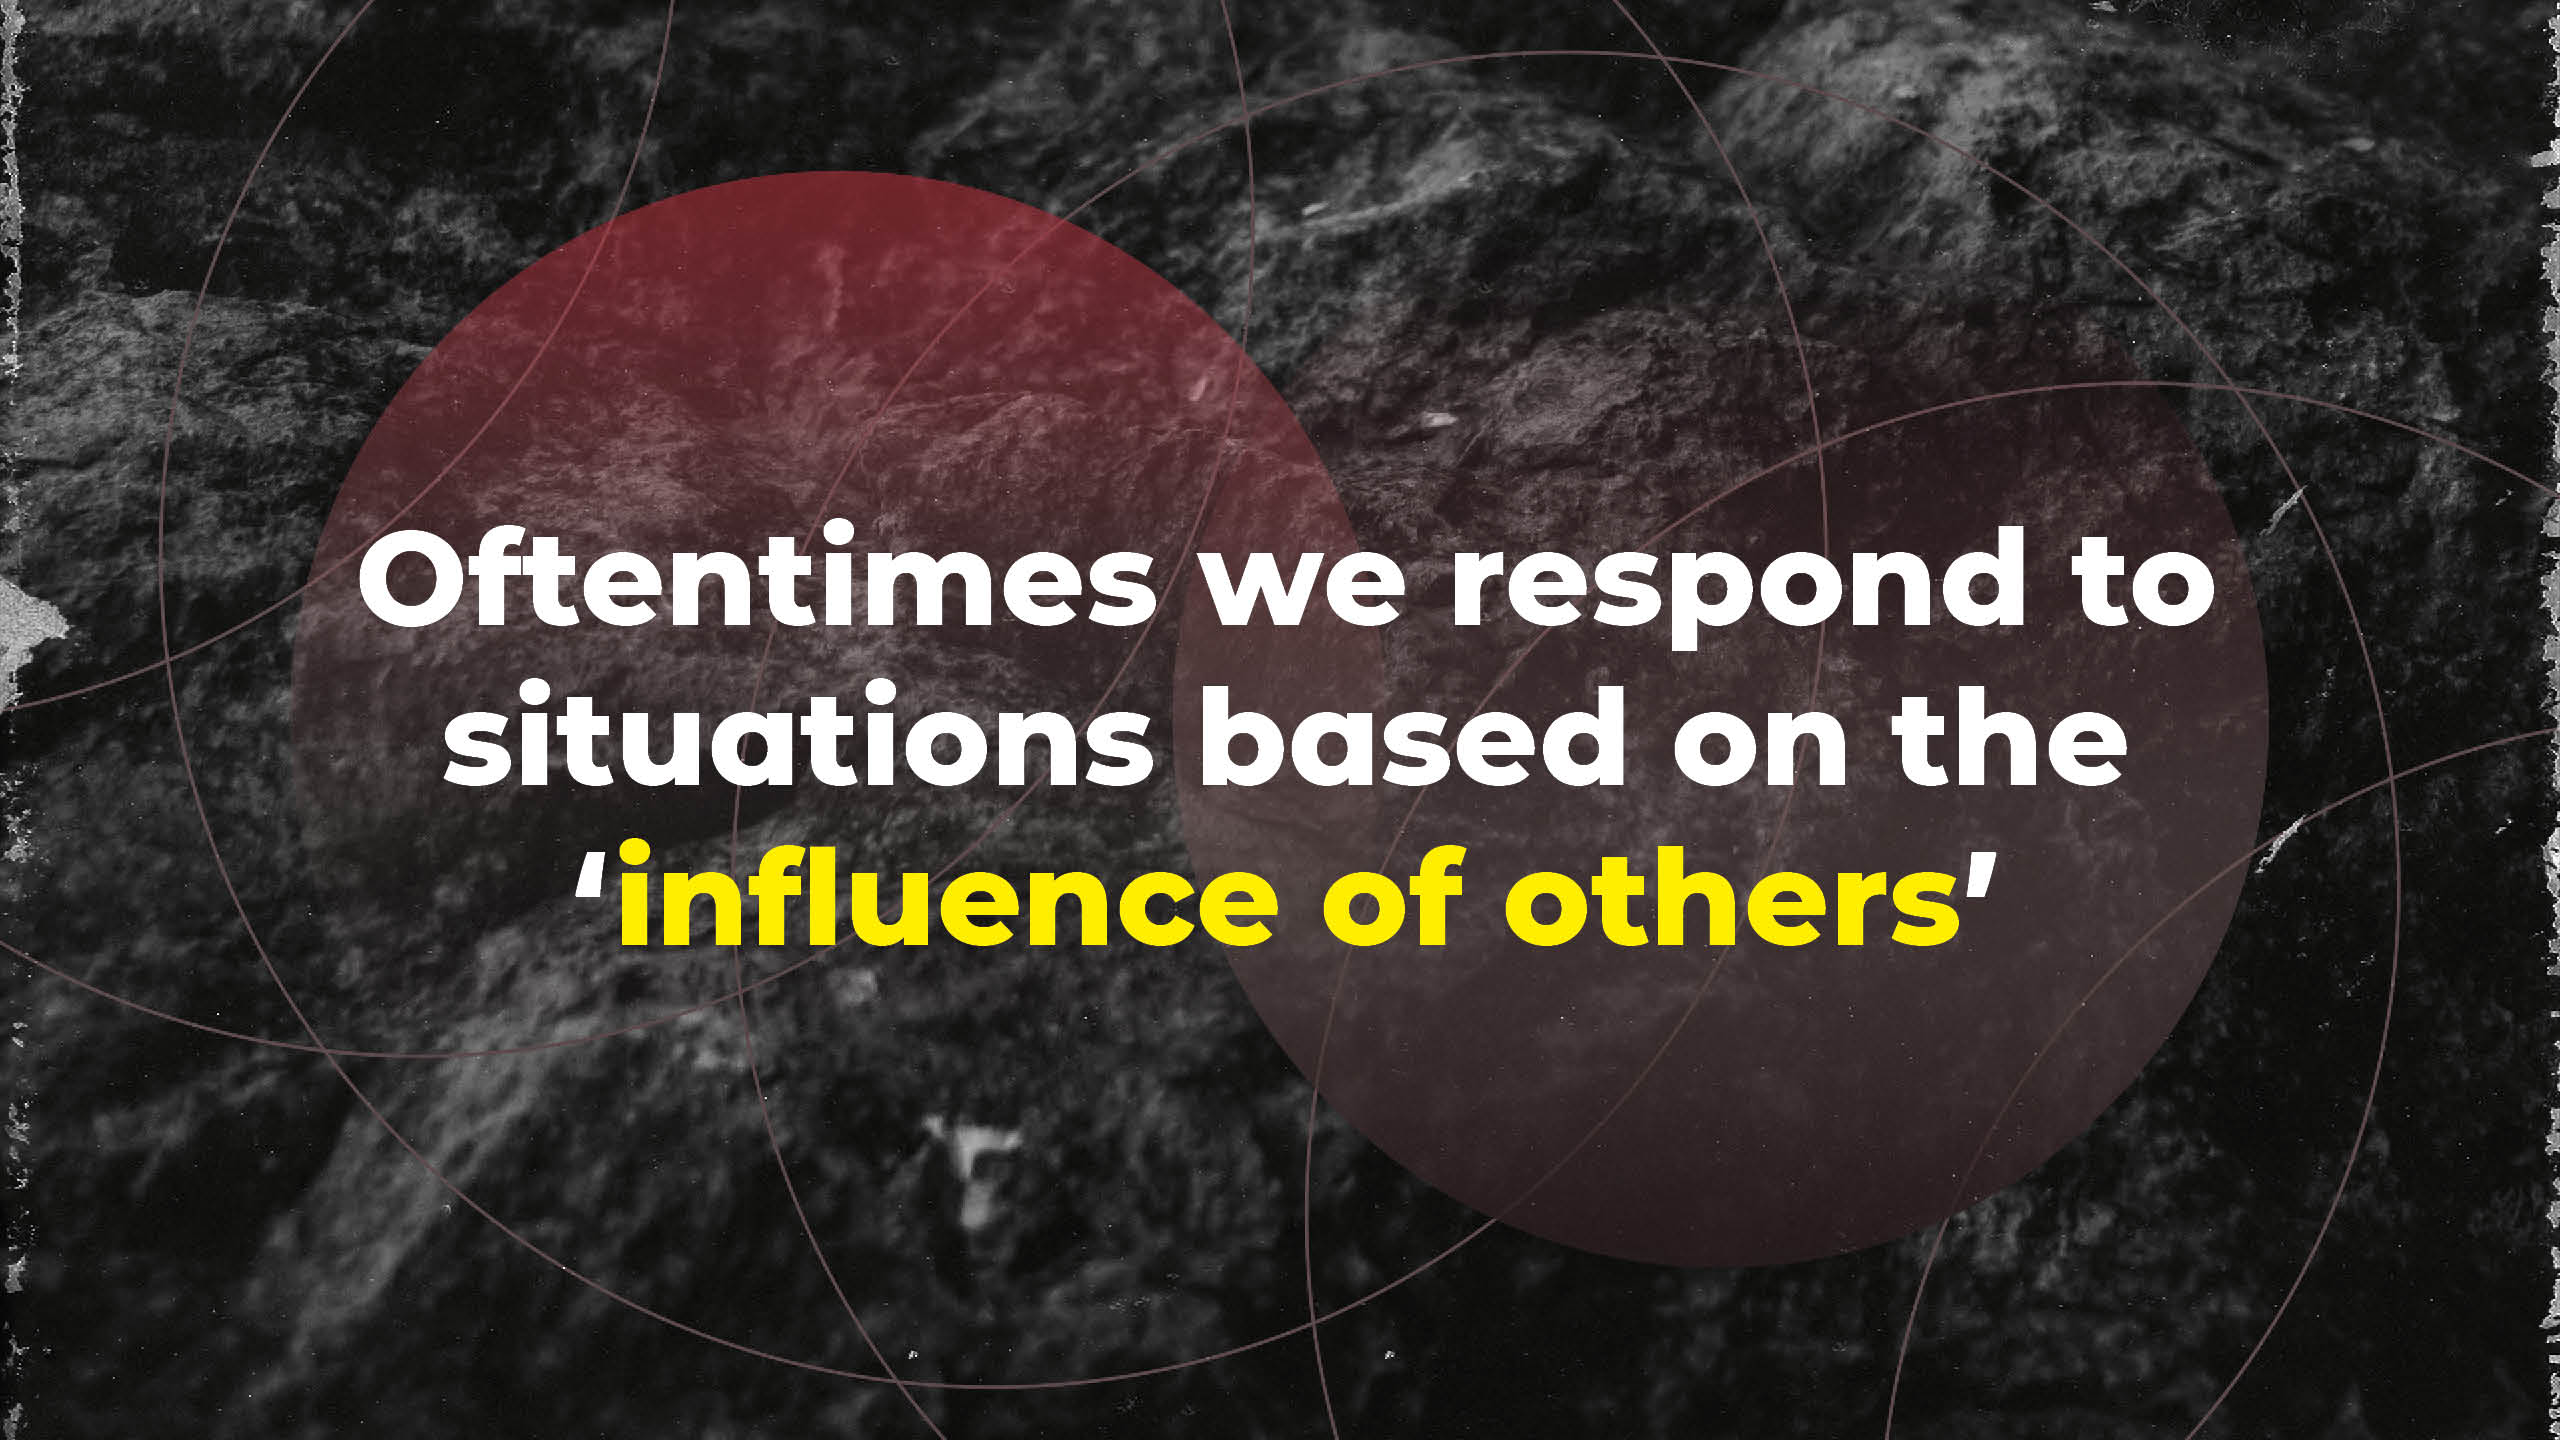 Oftentimes we respond to
situations based on the
‘influence of others’